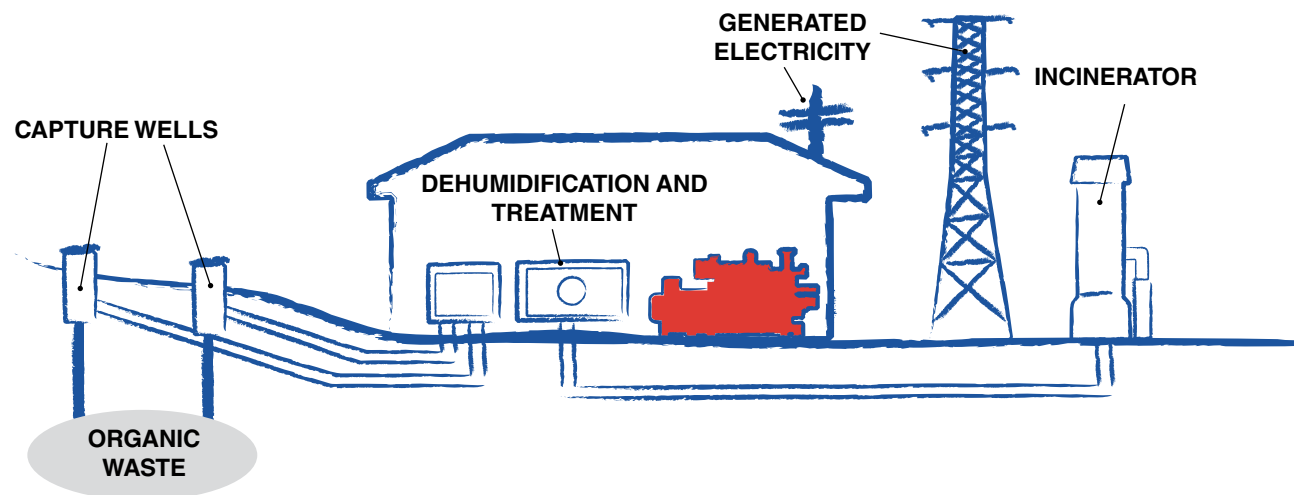 GENERATED
ELECTRICITY
INCINERATOR
CAPTURE WELLS
DEHUMIDIFICATION AND
TREATMENT
ORGANIC
WASTE